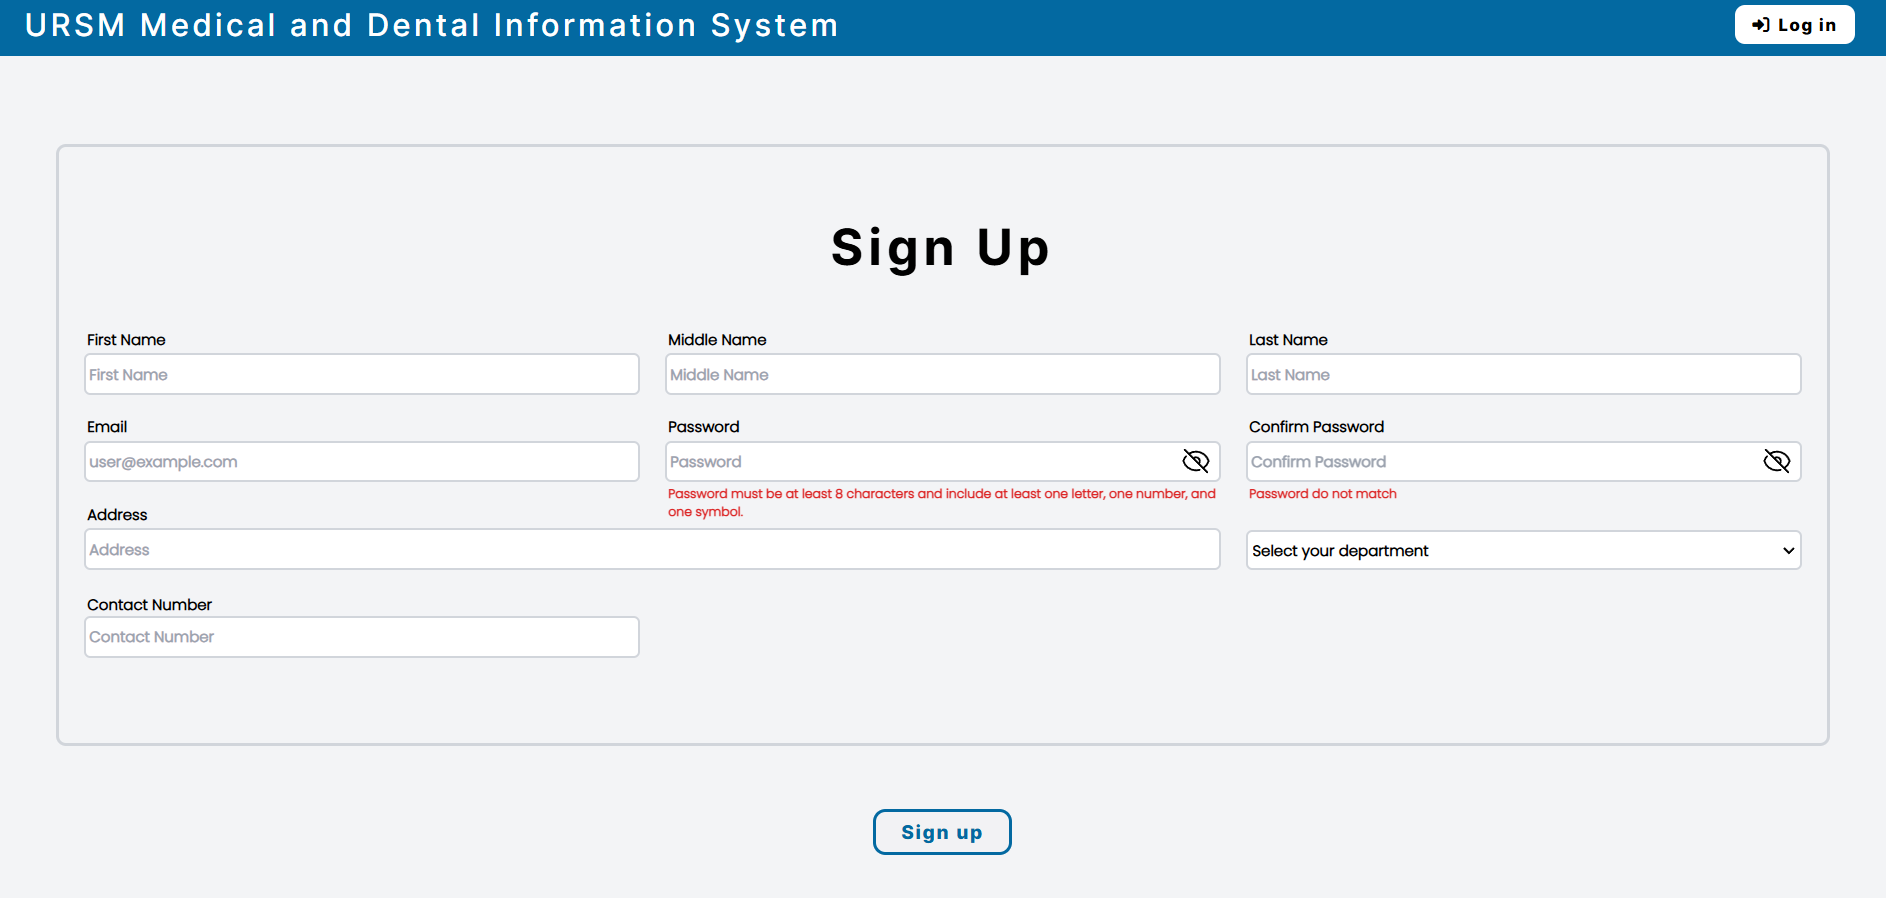 URSM Medical and Dental Information System
Log in
Sign Up
First Name
Middle Name
Last Name
First Name
Middle Name
Last Name
Email
Password
Confirm Password
user@example.com
Password
Confirm Password
Password must be at least 8 characters and include at least one letter, one number, and
one symbol.
Password do not match
Address
Address
Select your department
Contact Number
Contact Number
Sign up